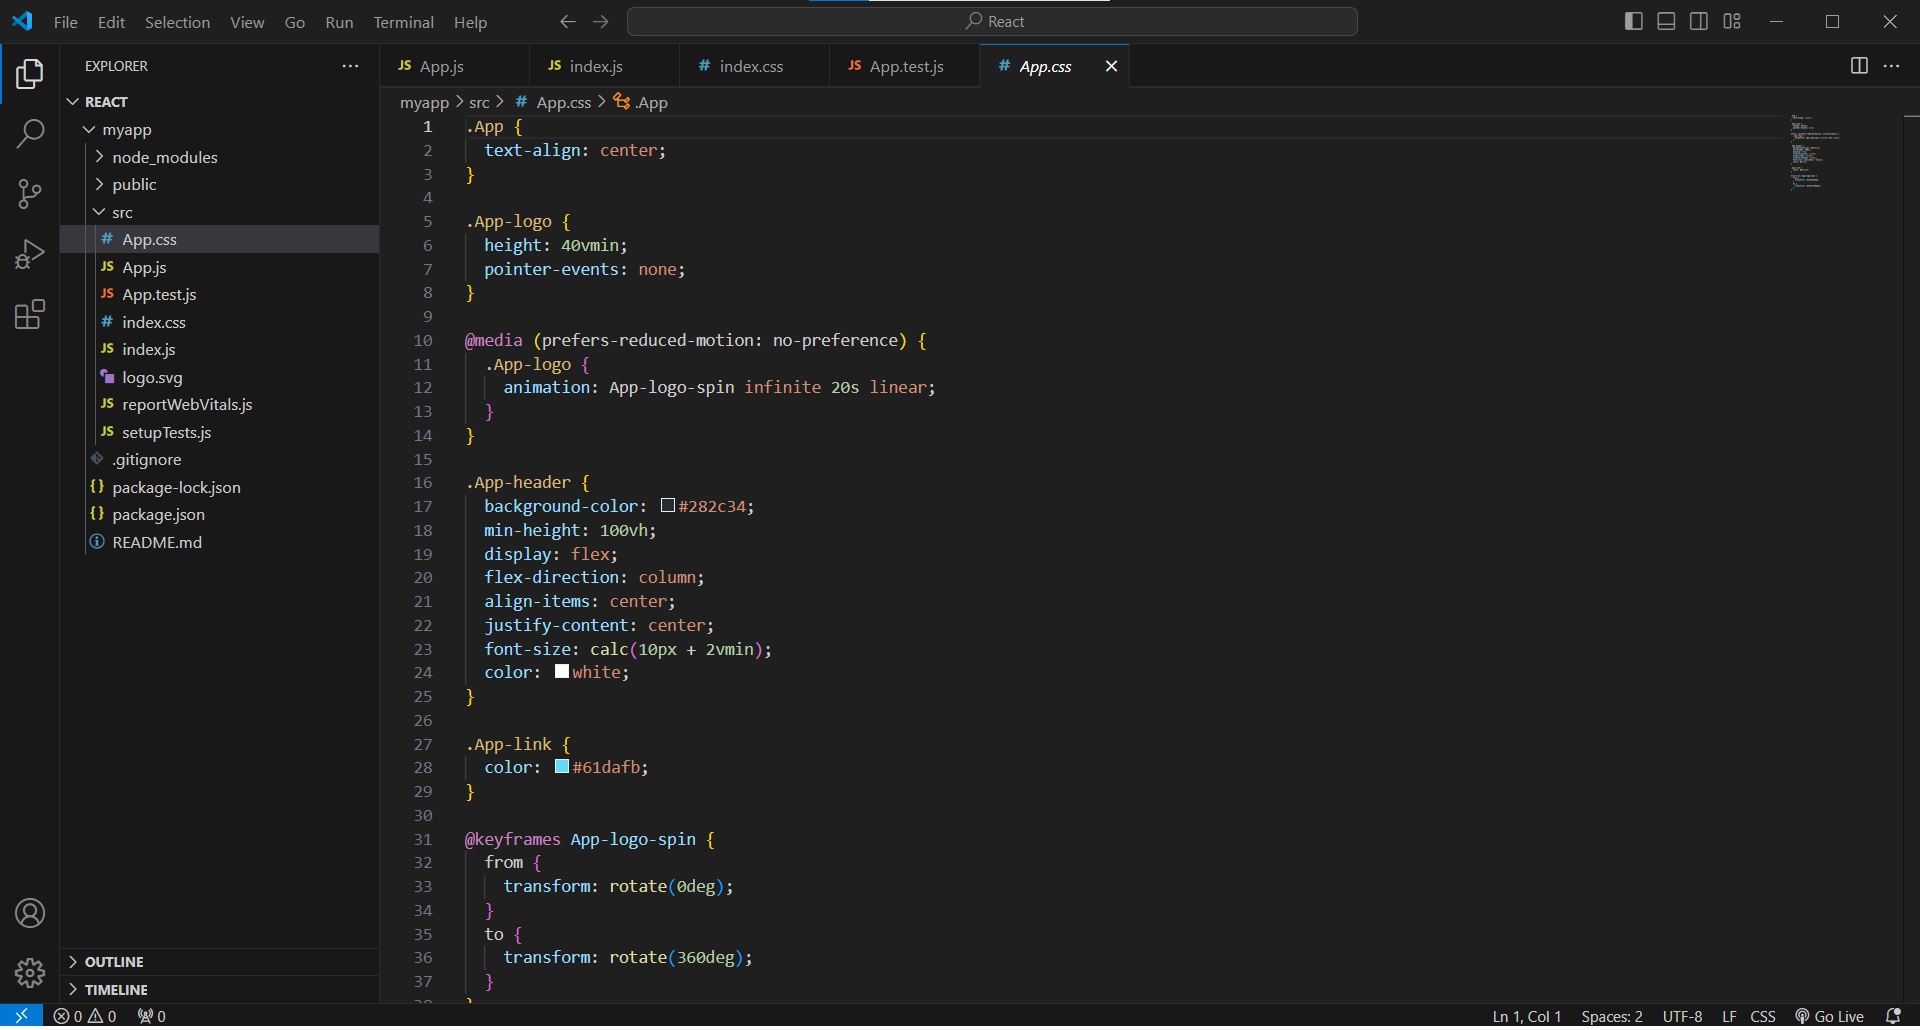 File Edit Selection View Go Run Terminal Help
React
EXPLORER
REACT
myapp
node_modules
public
src
# App.css
JS App.js
JS App.test.js
# index.css
JS index.js
logo.svg
JS reportWebVitals.js
JS setupTests.js
.gitignore
{} package-lock.json
{} package.json
README.md
OUTLINE
TIMELINE
JS App.js JS index.js # index.css JS App.test.js # App.css
myapp > src > # App.css > .App
1 .App {
2 text-align: center;
3 }
4
5 .App-logo {
6 height: 40vmin;
7 pointer-events: none;
8 }
9
10 @media (prefers-reduced-motion: no-preference) {
11 .App-logo {
12 animation: App-logo-spin infinite 20s linear;
13 }
14 }
15
16 .App-header {
17 background-color: #282c34;
18 min-height: 100vh;
19 display: flex;
20 flex-direction: column;
21 align-items: center;
22 justify-content: center;
23 font-size: calc(10px + 2vmin);
24 color: white;
25 }
26
27 .App-link {
28 color: #61dafb;
29 }
30
31 @keyframes App-logo-spin {
32 from {
33 transform: rotate(0deg);
34 }
35 to {
36 transform: rotate(360deg);
37 }
0 0 0 Ln 1, Col 1 Spaces: 2 UTF-8 LF CSS Go Live